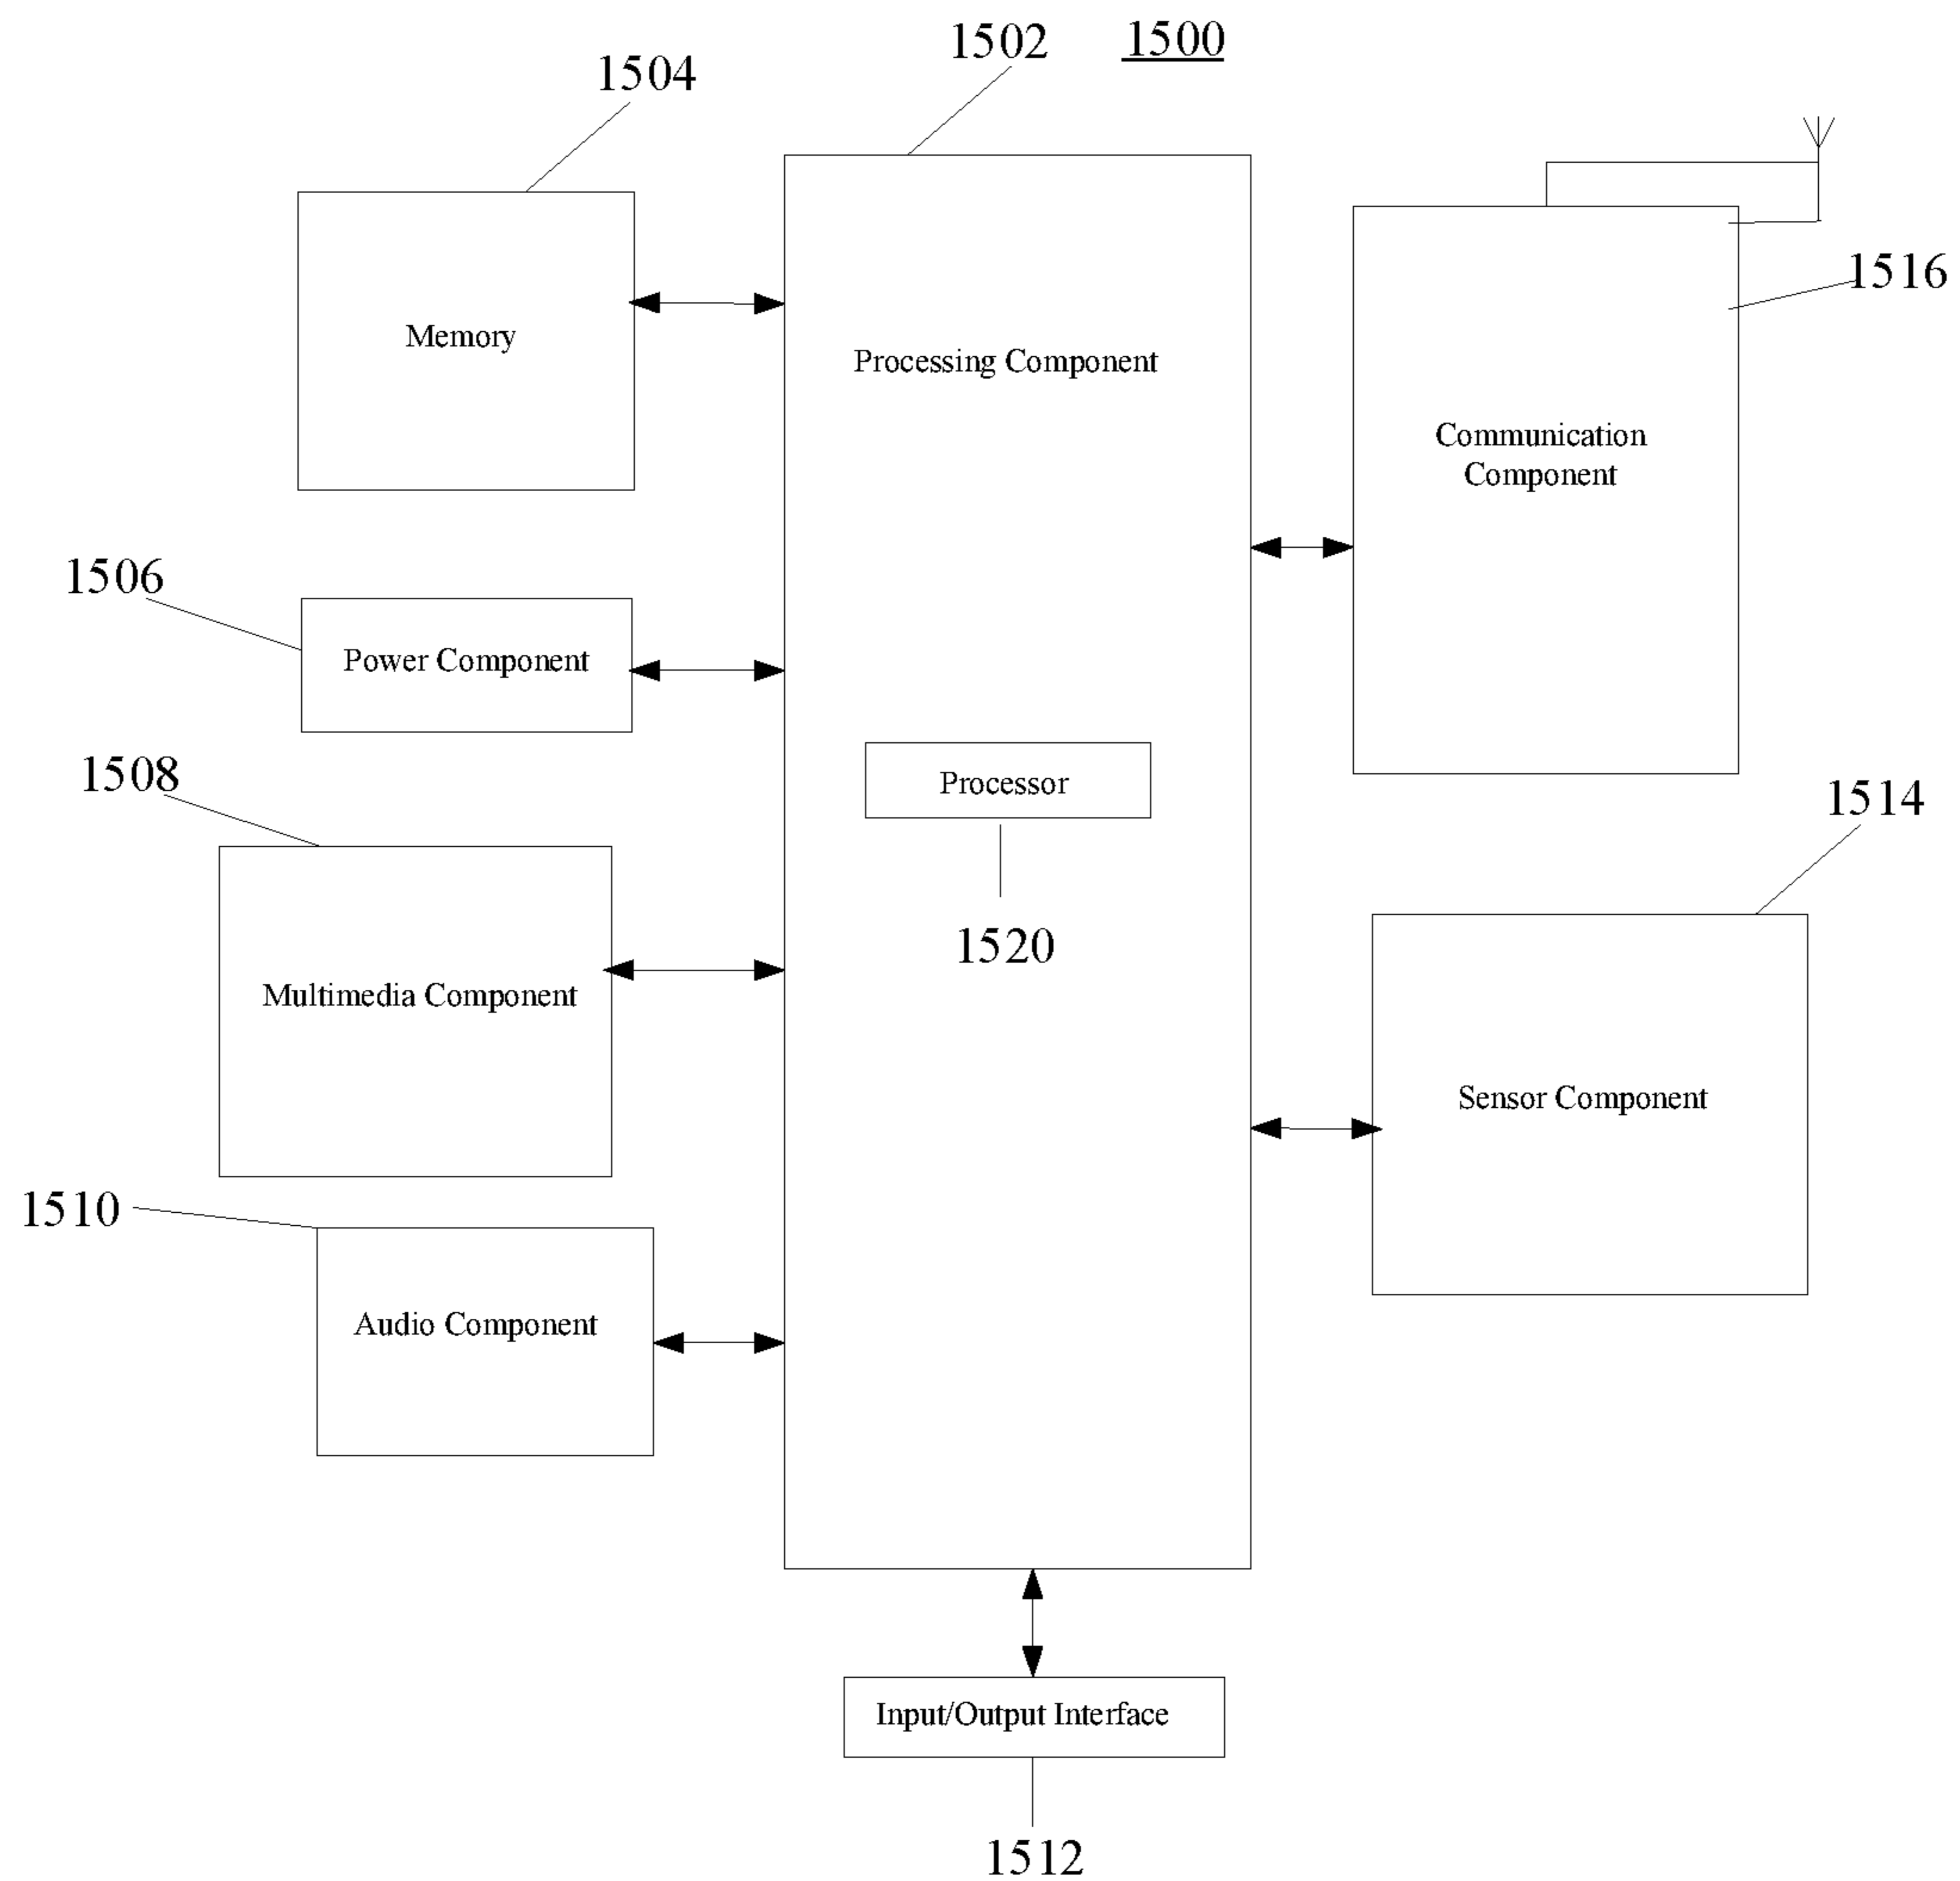 1500
1502
1504
Memory
Processing Component
1516
Communication
Component
1506
Power Component
1508
Processor
1514
1520
Multimedia Component
Sensor Component
1510
Audio Component
Input/Output Interface
1512